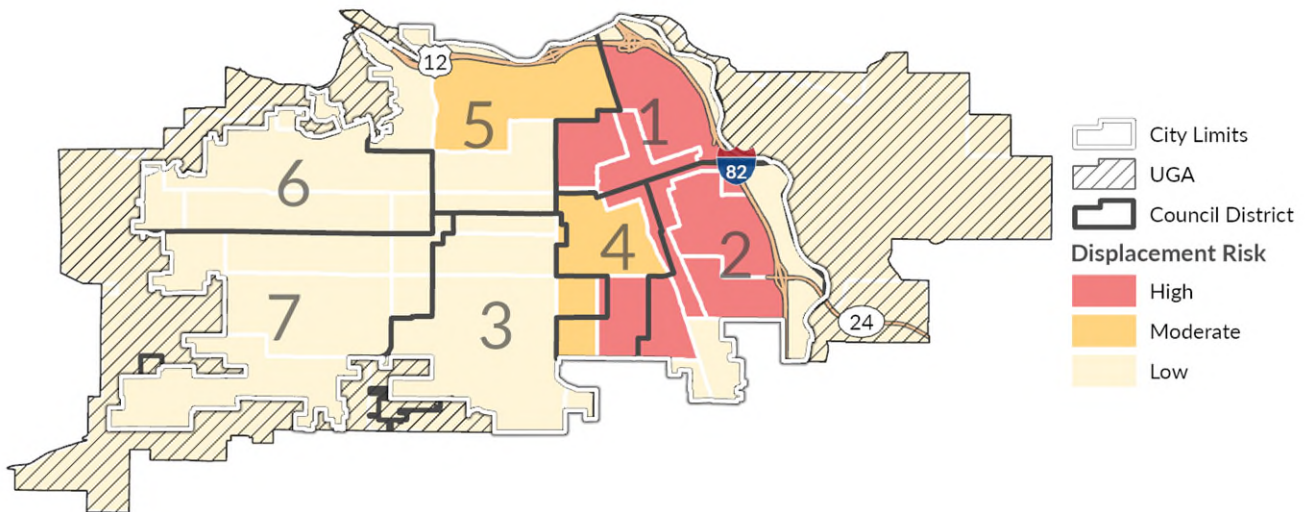 12
5
1
82
6
4
2
7
3
24
City Limits
UGA
Council District
Displacement Risk
High
Moderate
Low